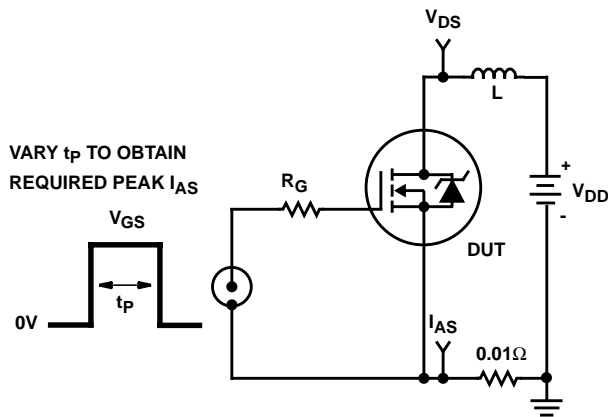 V_DS
L
VARY t_P TO OBTAIN
REQUIRED PEAK I_AS
R_G
+
V_DD
-
V_GS
DUT
t_P
0V
I_AS
0.01Ω